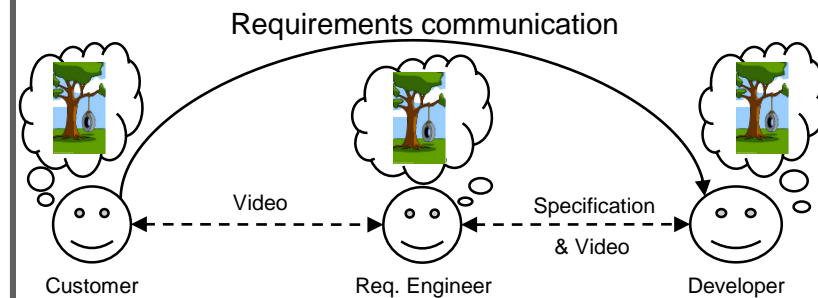 Requirements communication
Video
Specification
& Video
Customer
Req. Engineer
Developer